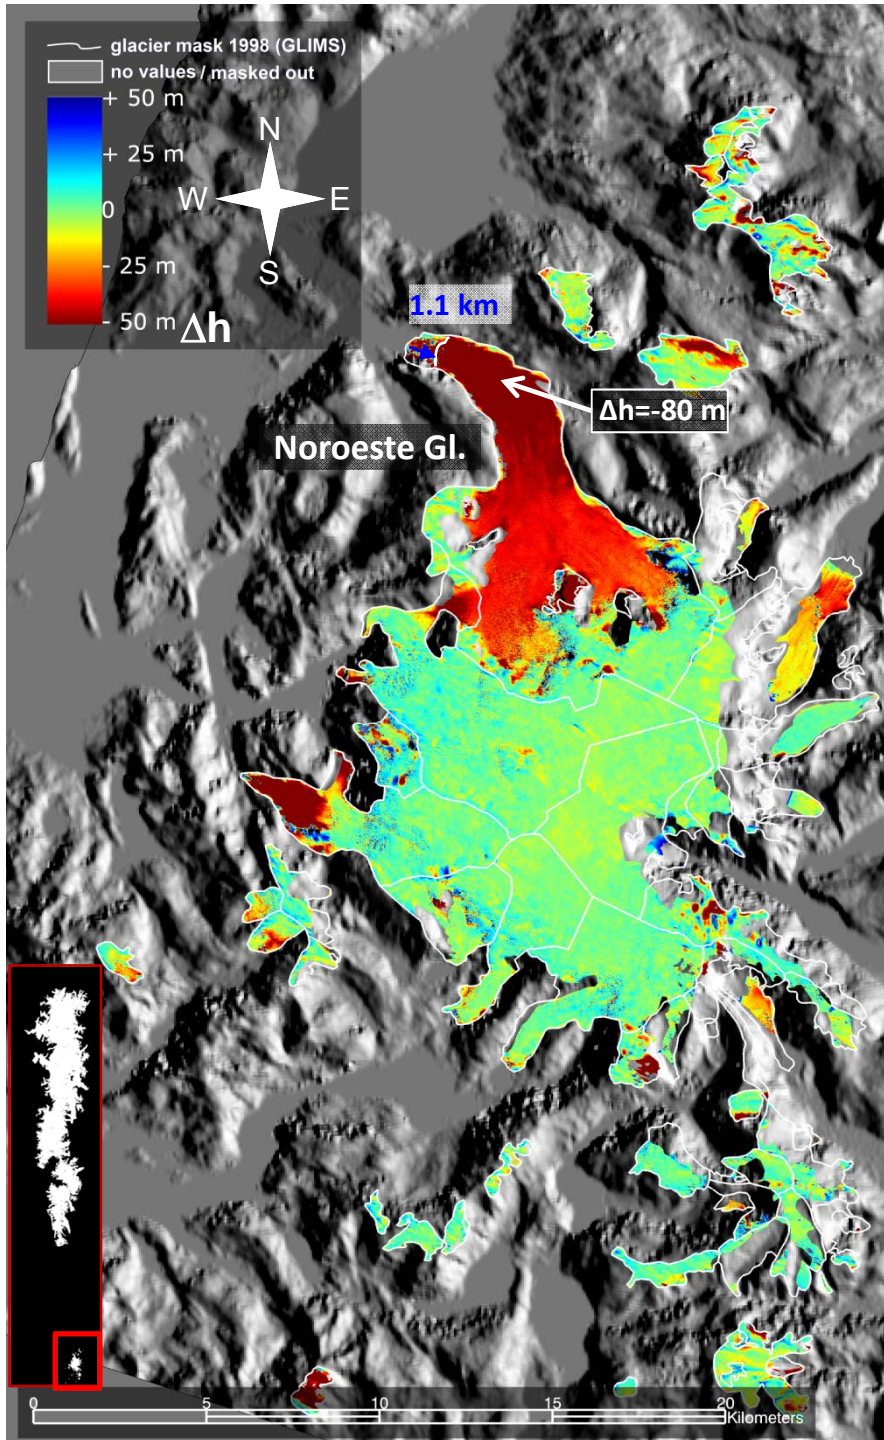 glacier mask 1998 (GLIMS)
no values / masked out
+ 50 m
+ 25 m
0
- 25 m
- 50 m
Δh
N
W
E
S
1.1 km
Δh=-80 m
Noroeste Gl.
0
5
10
15
20
Kilometers